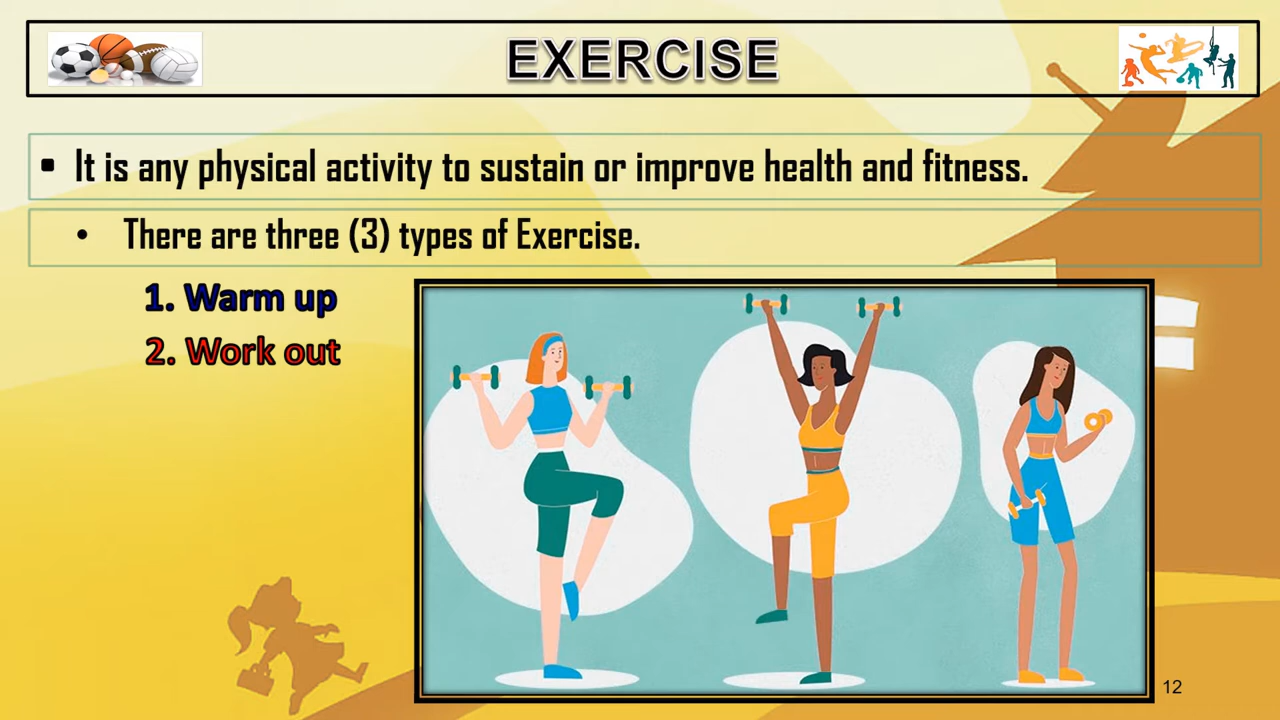 EXERCISE
▪ It is any physical activity to sustain or improve health and fitness.
• There are three (3) types of Exercise.
1. Warm up
2. Work out
12